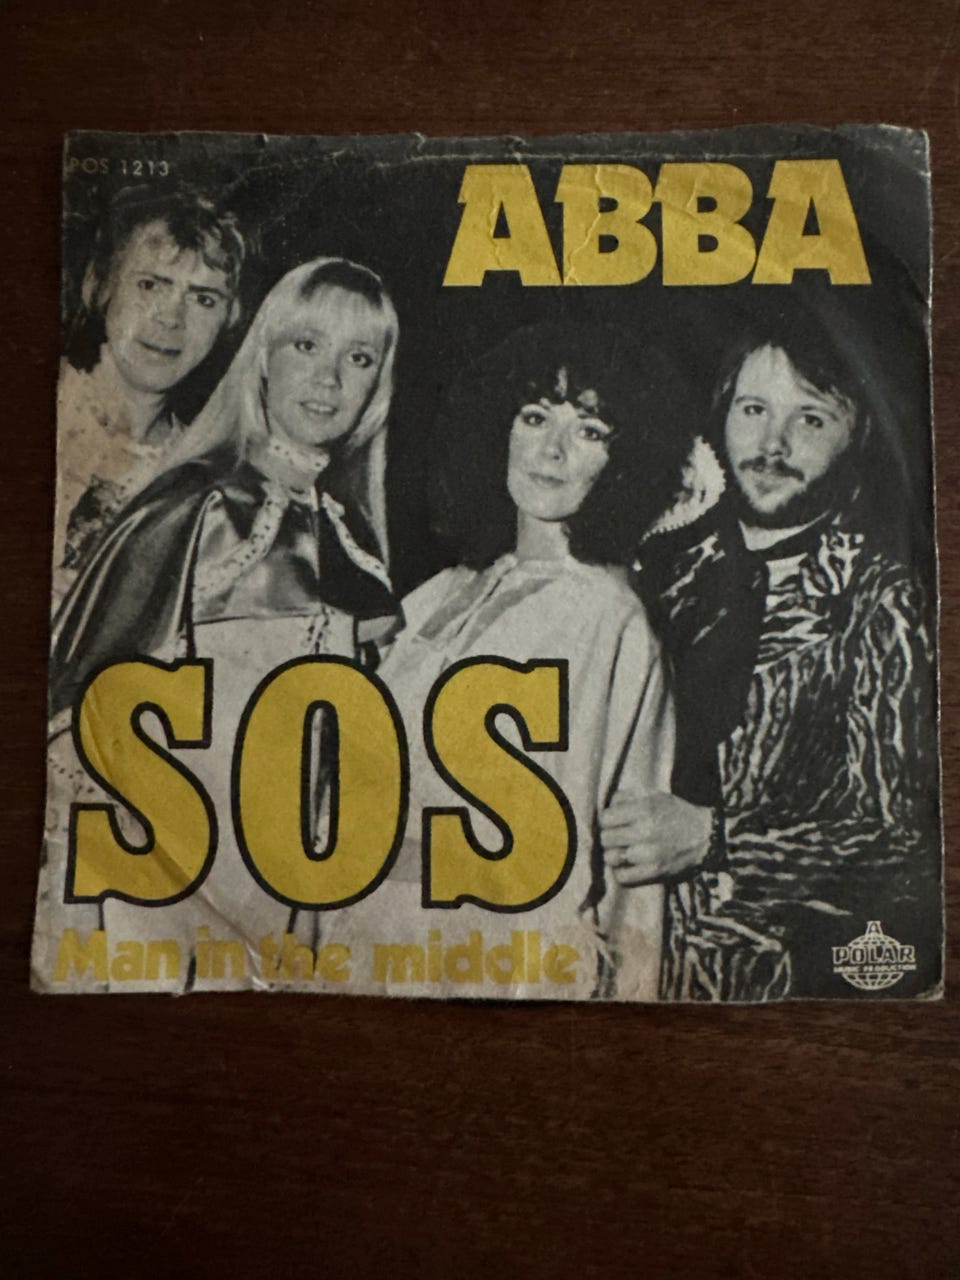 POS 1213
ABBA
SOS
Man in the middle
A
POLAR
MUSIC PRODUCTION